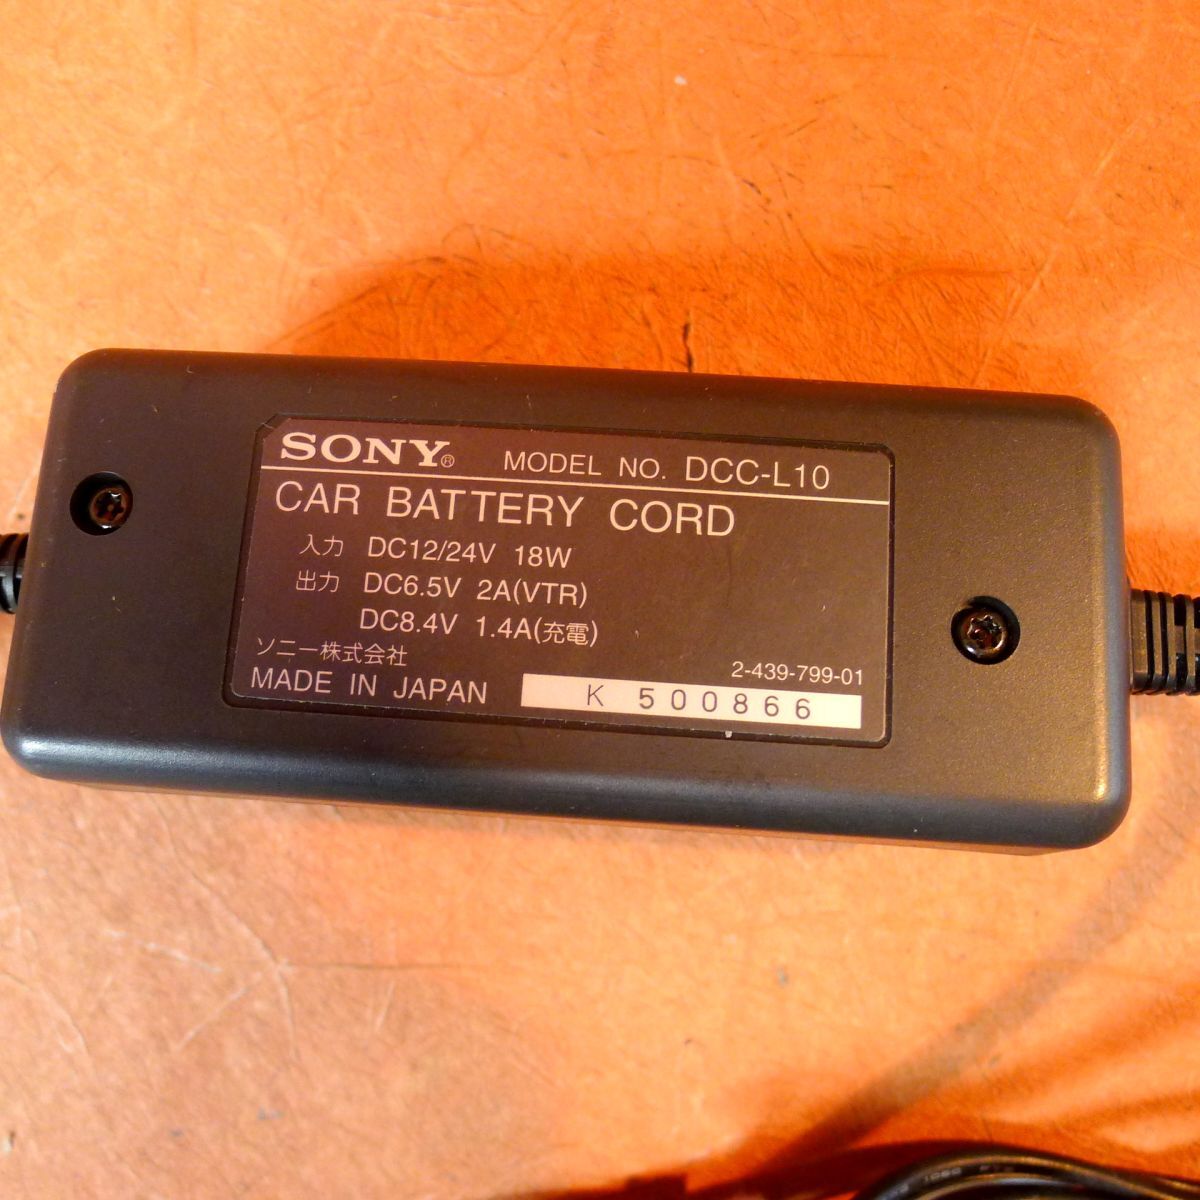 SONY® MODEL NO. DCC-L10
CAR BATTERY CORD
入力 DC12/24V 18W
出力 DC6.5V 2A(VTR)
DC8.4V 1.4A(充電)
ソニー株式会社
2-439-799-01
MADE IN JAPAN K 500866